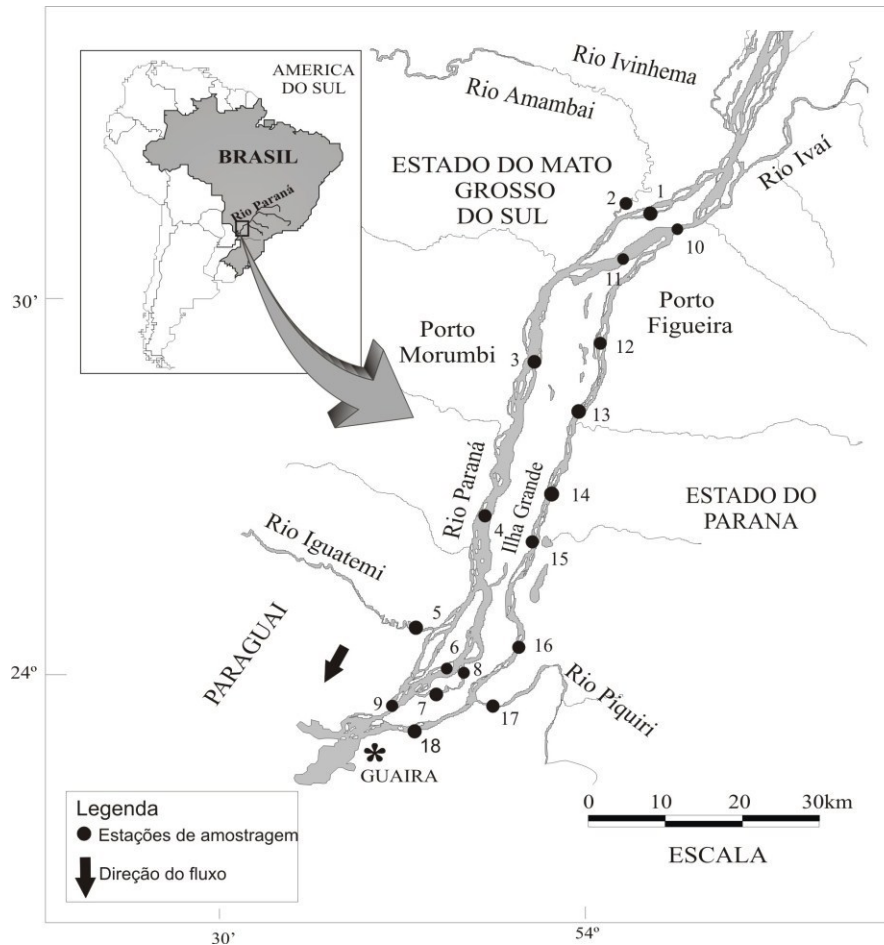 AMERICA
DO SUL
BRASIL
Rio Paraná
Rio Ivinhema
Rio Amambai
Rio Ivaí
ESTADO DO MATO
GROSSO
DO SUL
2
1
10
11
30'
Porto
Morumbi
Porto
Figueira
12
3
13
Rio Paraná
Ilha Grande
14
ESTADO DO
PARANA
4
15
Rio Iguatemi
5
PARAGUAI
6
8
16
24º
7
9
17
Rio Piquiri
18
*
GUAIRA
Legenda
Estações de amostragem
Direção do fluxo
0 10 20 30km
ESCALA
30'
54º